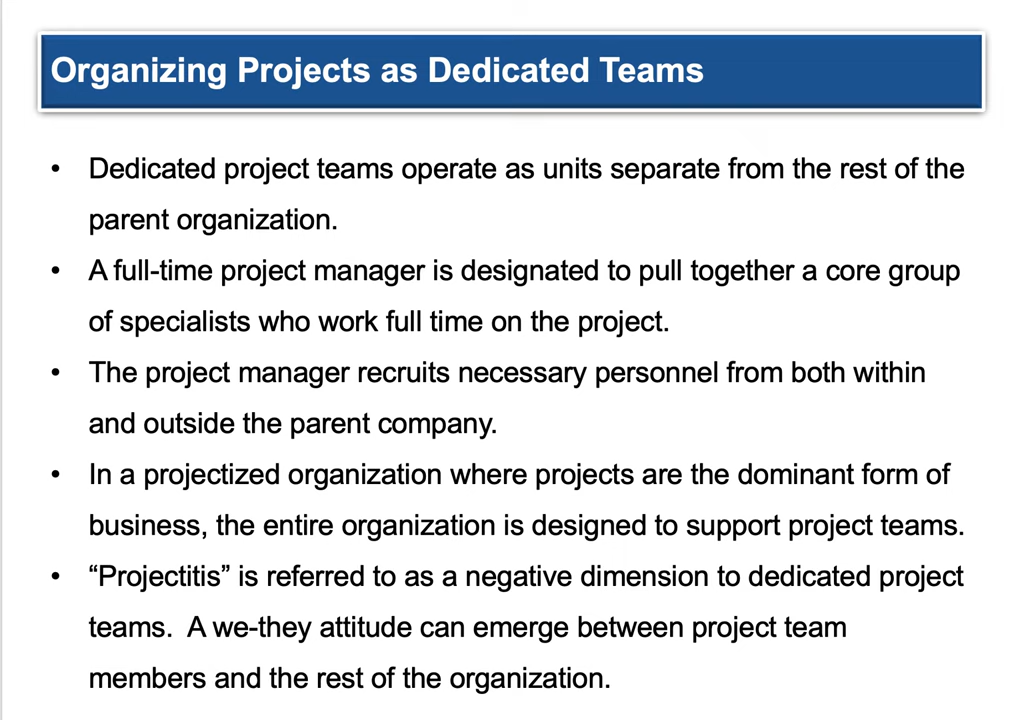 Organizing Projects as Dedicated Teams
• Dedicated project teams operate as units separate from the rest of the
parent organization.
• A full-time project manager is designated to pull together a core group
of specialists who work full time on the project.
• The project manager recruits necessary personnel from both within
and outside the parent company.
• In a projectized organization where projects are the dominant form of
business, the entire organization is designed to support project teams.
• “Projectitis” is referred to as a negative dimension to dedicated project
teams.  A we-they attitude can emerge between project team
members and the rest of the organization.